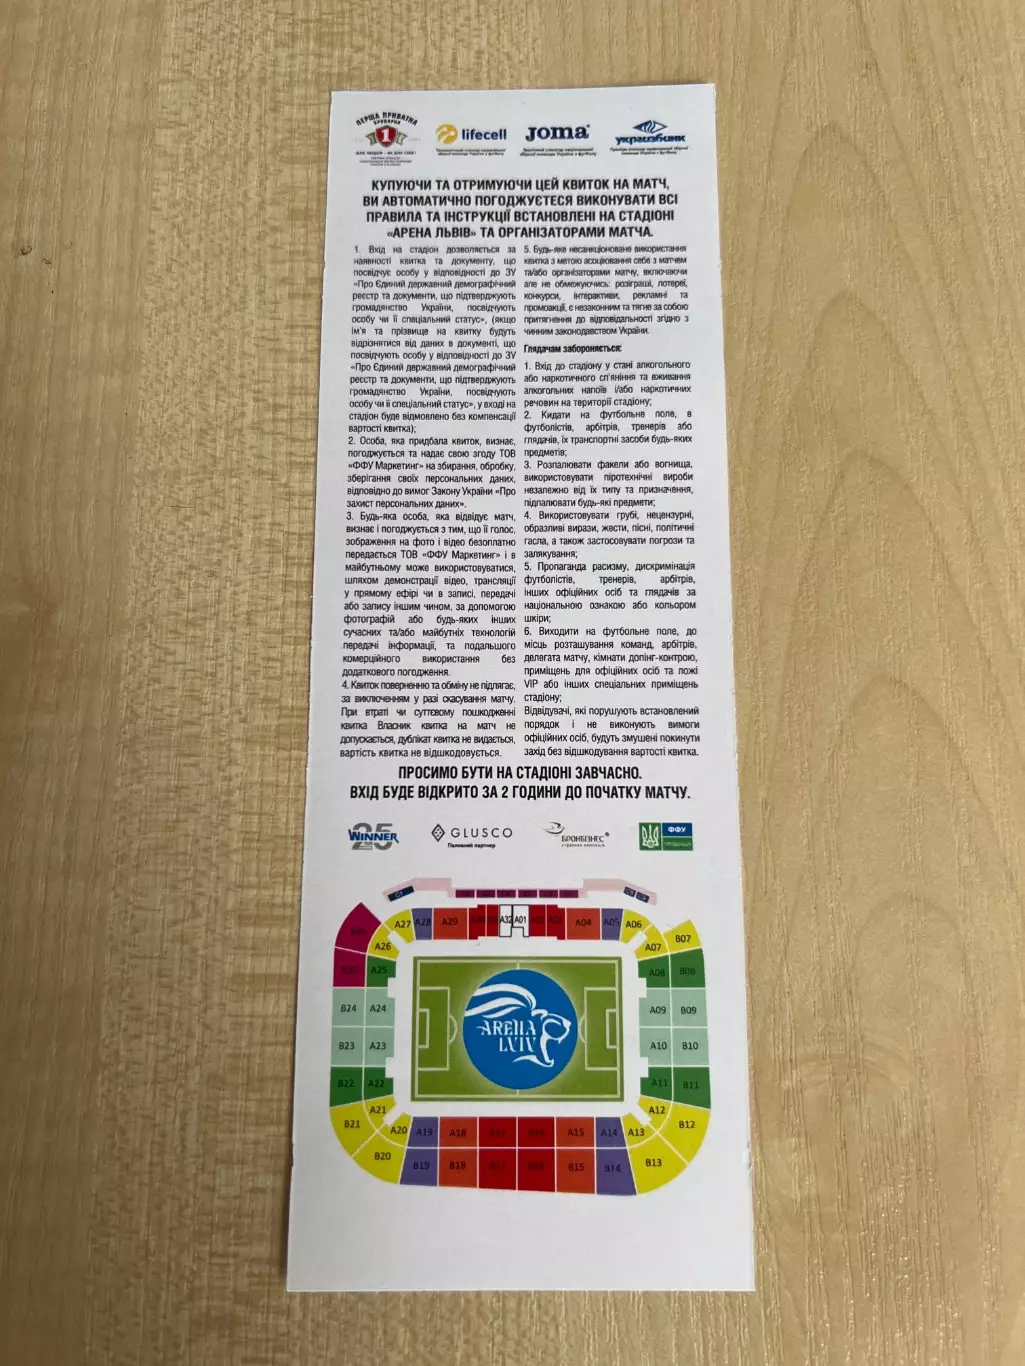 ПЕРША ПРИВАТНА
БРОВАРНЯ
1
lifecell
Joma
укргазбанк
КУПУЮЧИ ТА ОТРИМУЮЧИ ЦЕЙ КВИТОК НА МАТЧ,
ВИ АВТОМАТИЧНО ПОГОДЖУЄТЕСЯ ВИКОНУВАТИ ВСІ
ПРАВИЛА ТА ІНСТРУКЦІЇ ВСТАНОВЛЕНІ НА СТАДІОНІ
«АРЕНА ЛЬВІВ» ТА ОРГАНІЗАТОРАМИ МАТЧА.
1. Вхід на стадіон дозволяється за
наявності квитка та документу, що
посвідчує особу у відповідності до ЗУ
«Про Єдиний державний демографічний
реєстр та документи, що підтверджують
громадянство України, посвідчують
особу чи її спеціальний статус», (якщо
ім'я та прізвище на квитку будуть
відрізнятися від даних в документі, що
посвідчують особу у відповідності до ЗУ
«Про Єдиний державний демографічний
реєстр та документи, що підтверджують
громадянство України, посвідчують
особу чи її спеціальний статус», у вході на
стадіон буде відмовлено без компенсації
вартості квитка);
2. Особа, яка придбала квиток, визнає,
погоджується та надає свою згоду ТОВ
«ФФУ Маркетинг» на збирання, обробку,
зберігання своїх персональних даних,
відповідно до вимог Закону України «Про
захист персональних даних».
3. Будь-яка особа, яка відвідує матч,
визнає і погоджується з тим, що її голос,
зображення на фото і відео безоплатно
передається ТОВ «ФФУ Маркетинг» і в
майбутньому може використовуватися,
шляхом демонстрації відео, трансляції
у прямому ефірі чи в записі, передачі
або запису іншим чином, за допомогою
фотографій або будь-яких інших
сучасних та/або майбутніх технологій
передачі інформації, та подальшого
комерційного використання без
додаткового погодження.
4. Квиток поверненню та обміну не підлягає,
за виключенням у разі скасування матчу.
При втраті чи суттєвому пошкодженні
квитка Власник квитка на матч не
допускається, дублікат квитка не видається,
вартість квитка не відшкодовується.
5. Будь-яке несанкціоноване використання
квитка з метою асоціювання себе з матчем
та/або організаторами матчу, включаючи
але не обмежуючись: розіграші, лотереї,
конкурси, інтерактиви, рекламні та
промоакції, є незаконним та тягне за собою
притягнення до відповідальності згідно з
чинним законодавством України.
Глядачам забороняється:
1. Вхід до стадіону у стані алкогольного
або наркотичного сп'яніння та вживання
алкогольних напоїв і/або наркотичних
речовин на території стадіону;
2. Кидати на футбольне поле, в
футболістів, арбітрів, тренерів або
глядачів, їх транспортні засоби будь-яких
предметів;
3. Розпалювати факели або вогнища,
використовувати піротехнічні вироби
незалежно від їх типу та призначення,
підпалювати будь-які предмети;
4. Використовувати грубі, нецензурні,
образливі вирази, жести, пісні, політичні
гасла, а також застосовувати погрози та
залякування;
5. Пропаганда расизму, дискримінація
футболістів, тренерів, арбітрів,
інших офіційних осіб та глядачів за
національною ознакою або кольором
шкіри;
6. Виходити на футбольне поле, до
місць розташування команд, арбітрів,
делегата матчу, кімнати допінг-контролю,
приміщень для офіційних осіб та ложі
VIP або інших спеціальних приміщень
стадіону;
Відвідувачі, які порушують встановлений
порядок і не виконують вимоги
офіційних осіб, будуть змушені покинути
захід без відшкодування вартості квитка.
ПРОСИМО БУТИ НА СТАДІОНІ ЗАВЧАСНО.
ВХІД БУДЕ ВІДКРИТО ЗА 2 ГОДИНИ ДО ПОЧАТКУ МАТЧУ.
WINNER 25
GLUSCO
Паливний партнер
БРОНБІЗНЕС
страхова компанія
ФФУ
A27 A28 A29 A32 A01 A04 A05 A06
A26 A07 B07
A25 A08 B08
B24 A24 A09 B09
B23 A23 A10 B10
B22 A22 A11 B11
B21 A21 A12 B12
A20 A19 A18 A15 A14 A13
B20 B19 B18 B15 B14 B13
ARENA
LVIV